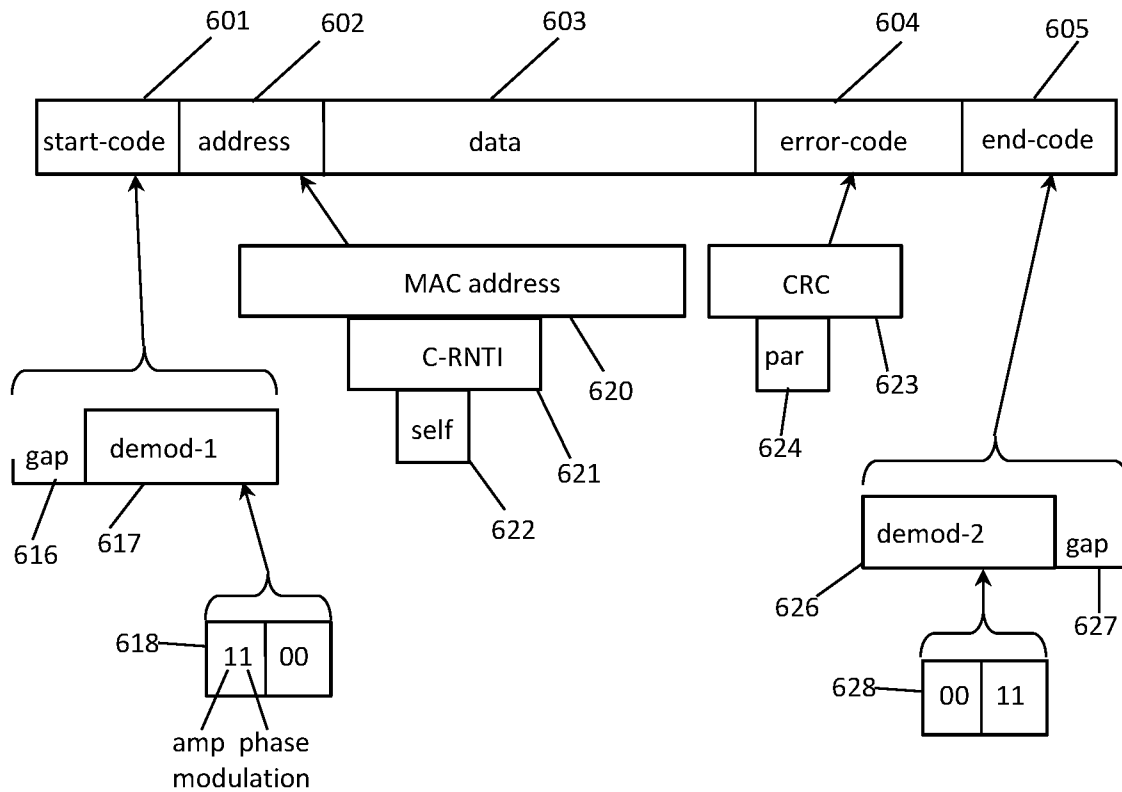 601 602 603 604 605
start-code address data error-code end-code
MAC address CRC
C-RNTI par
620 623
self 624
gap demod-1
621
622
616 617
demod-2 gap
626 627
618 11 00
628 00 11
amp phase
modulation